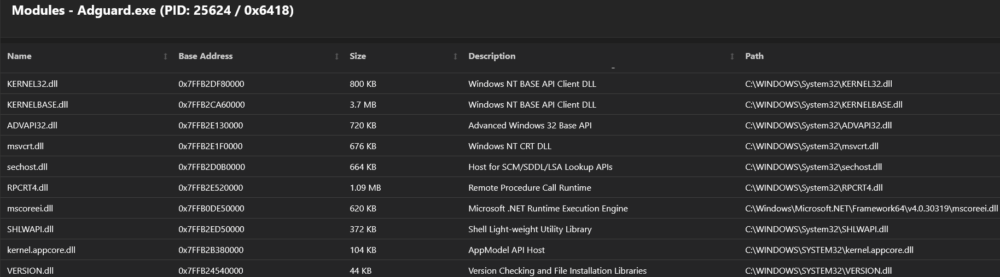 Modules - Adguard.exe (PID: 25624 / 0x6418)
Name Base Address Size Description Path
KERNEL32.dll 0x7FFB2DF80000 800 KB Windows NT BASE API Client DLL C:\WINDOWS\System32\KERNEL32.dll
KERNELBASE.dll 0x7FFB2CA60000 3.7 MB Windows NT BASE API Client DLL C:\WINDOWS\System32\KERNELBASE.dll
ADVAPI32.dll 0x7FFB2E130000 720 KB Advanced Windows 32 Base API C:\WINDOWS\System32\ADVAPI32.dll
msvcrt.dll 0x7FFB2E1F0000 676 KB Windows NT CRT DLL C:\WINDOWS\System32\msvcrt.dll
sechost.dll 0x7FFB2D0B0000 664 KB Host for SCM/SDDL/LSA Lookup APIs C:\WINDOWS\System32\sechost.dll
RPCRT4.dll 0x7FFB2E520000 1.09 MB Remote Procedure Call Runtime C:\WINDOWS\System32\RPCRT4.dll
mscoreei.dll 0x7FFB0DE50000 620 KB Microsoft .NET Runtime Execution Engine C:\Windows\Microsoft.NET\Framework64\v4.0.30319\mscoreei.dll
SHLWAPI.dll 0x7FFB2ED50000 372 KB Shell Light-weight Utility Library C:\WINDOWS\System32\SHLWAPI.dll
kernel.appcore.dll 0x7FFB2B380000 104 KB AppModel API Host C:\WINDOWS\SYSTEM32\kernel.appcore.dll
VERSION.dll 0x7FFB24540000 44 KB Version Checking and File Installation Libraries C:\WINDOWS\SYSTEM32\VERSION.dll